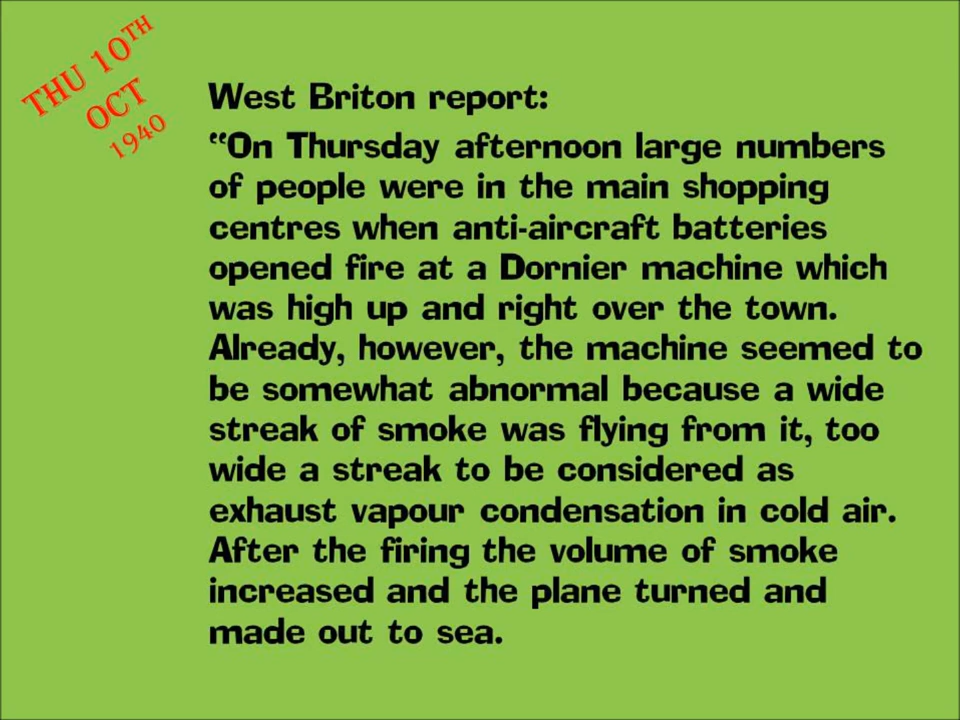 THU 10TH
OCT
1940
West Briton report:
“On Thursday afternoon large numbers
of people were in the main shopping
centres when anti-aircraft batteries
opened fire at a Dornier machine which
was high up and right over the town.
Already, however, the machine seemed to
be somewhat abnormal because a wide
streak of smoke was flying from it, too
wide a streak to be considered as
exhaust vapour condensation in cold air.
After the firing the volume of smoke
increased and the plane turned and
made out to sea.